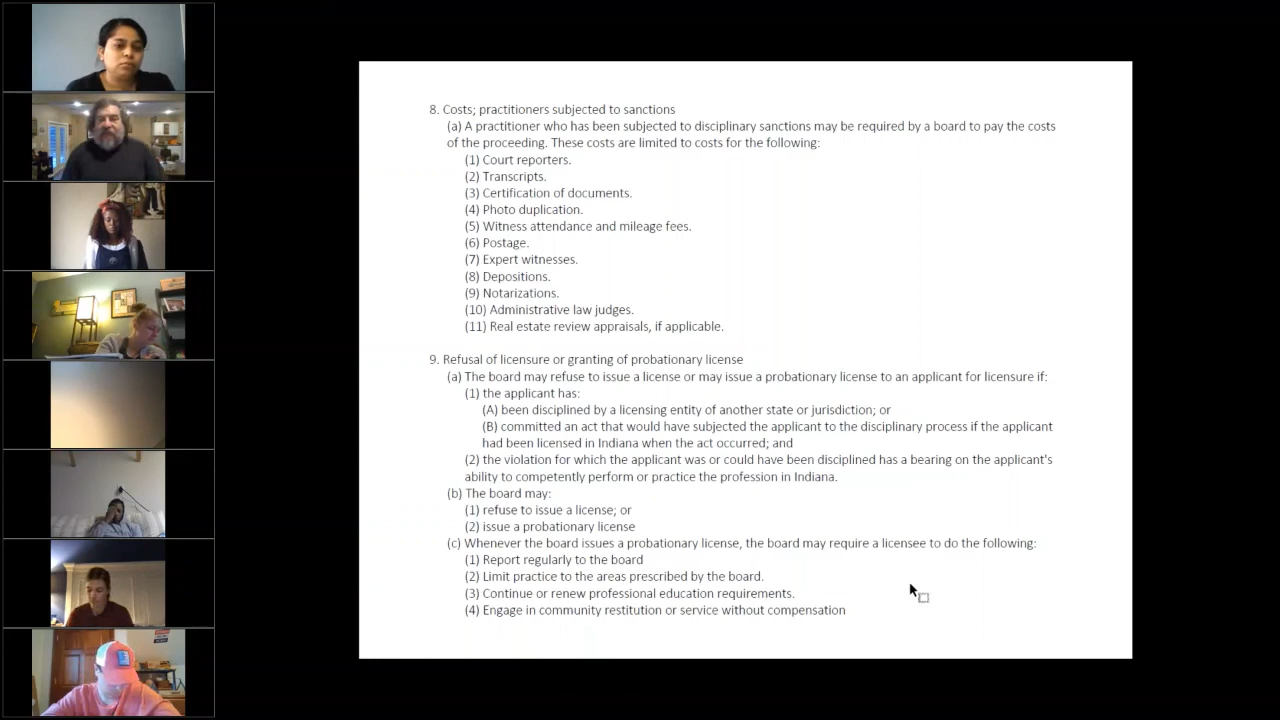 8. Costs; practitioners subjected to sanctions
(a) A practitioner who has been subjected to disciplinary sanctions may be required by a board to pay the costs
of the proceeding. These costs are limited to costs for the following:
(1) Court reporters.
(2) Transcripts.
(3) Certification of documents.
(4) Photo duplication.
(5) Witness attendance and mileage fees.
(6) Postage.
(7) Expert witnesses.
(8) Depositions.
(9) Notarizations.
(10) Administrative law judges.
(11) Real estate review appraisals, if applicable.
9. Refusal of licensure or granting of probationary license
(a) The board may refuse to issue a license or may issue a probationary license to an applicant for licensure if:
(1) the applicant has:
(A) been disciplined by a licensing entity of another state or jurisdiction; or
(B) committed an act that would have subjected the applicant to the disciplinary process if the applicant
had been licensed in Indiana when the act occurred; and
(2) the violation for which the applicant was or could have been disciplined has a bearing on the applicant's
ability to competently perform or practice the profession in Indiana.
(b) The board may:
(1) refuse to issue a license; or
(2) issue a probationary license
(c) Whenever the board issues a probationary license, the board may require a licensee to do the following:
(1) Report regularly to the board
(2) Limit practice to the areas prescribed by the board.
(3) Continue or renew professional education requirements.
(4) Engage in community restitution or service without compensation